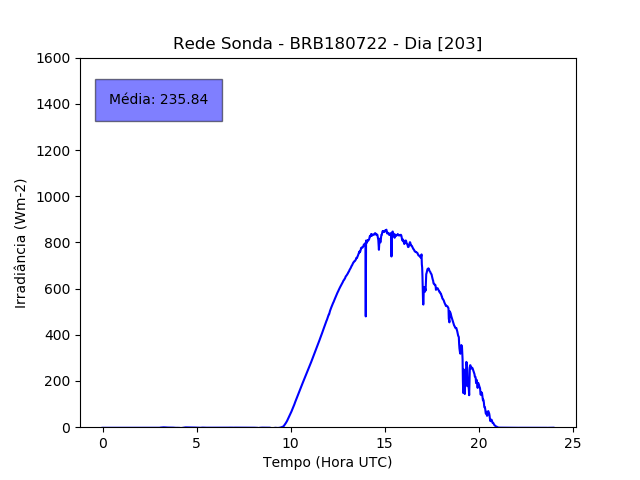 Rede Sonda - BRB180722 - Dia [203]
1600
1400
1200
1000
800
600
400
200
0
Média: 235.84
Irradiância (Wm-2)
0 5 10 15 20 25
Tempo (Hora UTC)